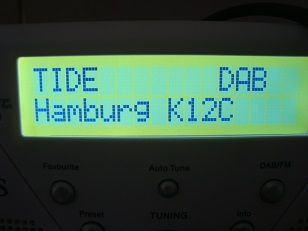 TIDE DAB
Hamburg K12C
Favourite Auto Tune DAB/FM
Preset TUNING Info